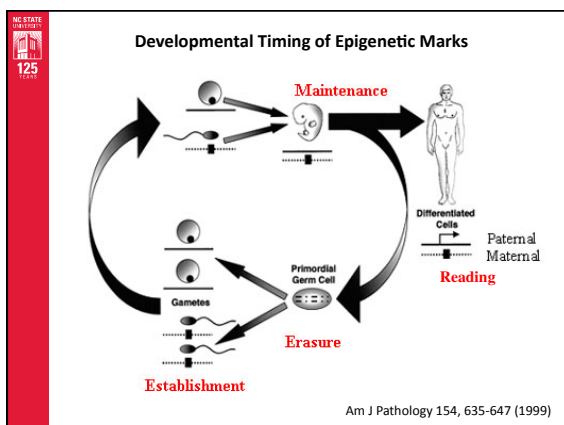 NC STATE
UNIVERSITY
125
YEARS
Developmental Timing of Epigenetic Marks
Maintenance
Differentiated
Cells
Paternal
Maternal
Reading
Primordial
Germ Cell
Gametes
Erasure
Establishment
Am J Pathology 154, 635-647 (1999)